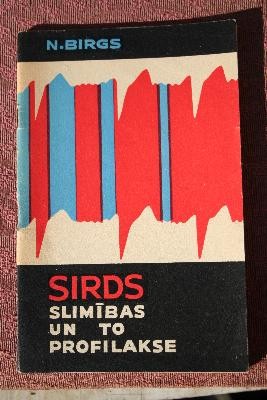 N.BIRGS
SIRDS
SLIMĪBAS
UN TO
PROFILAKSE